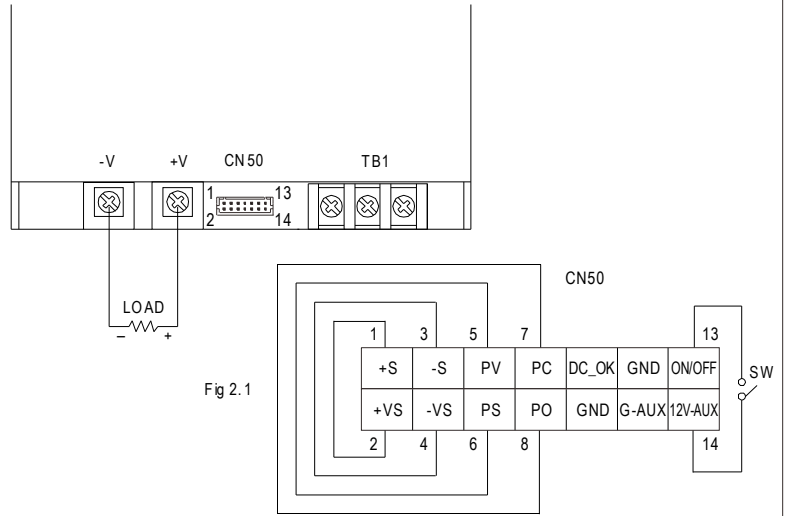 -V +V CN50 TB1
1 13
2 14
LOAD
– +
CN50
1 3 5 7 13
+S -S PV PC DC_OK GND ON/OFF
SW
Fig 2.1
+VS -VS PS PO GND G-AUX 12V-AUX
2 4 6 8 14